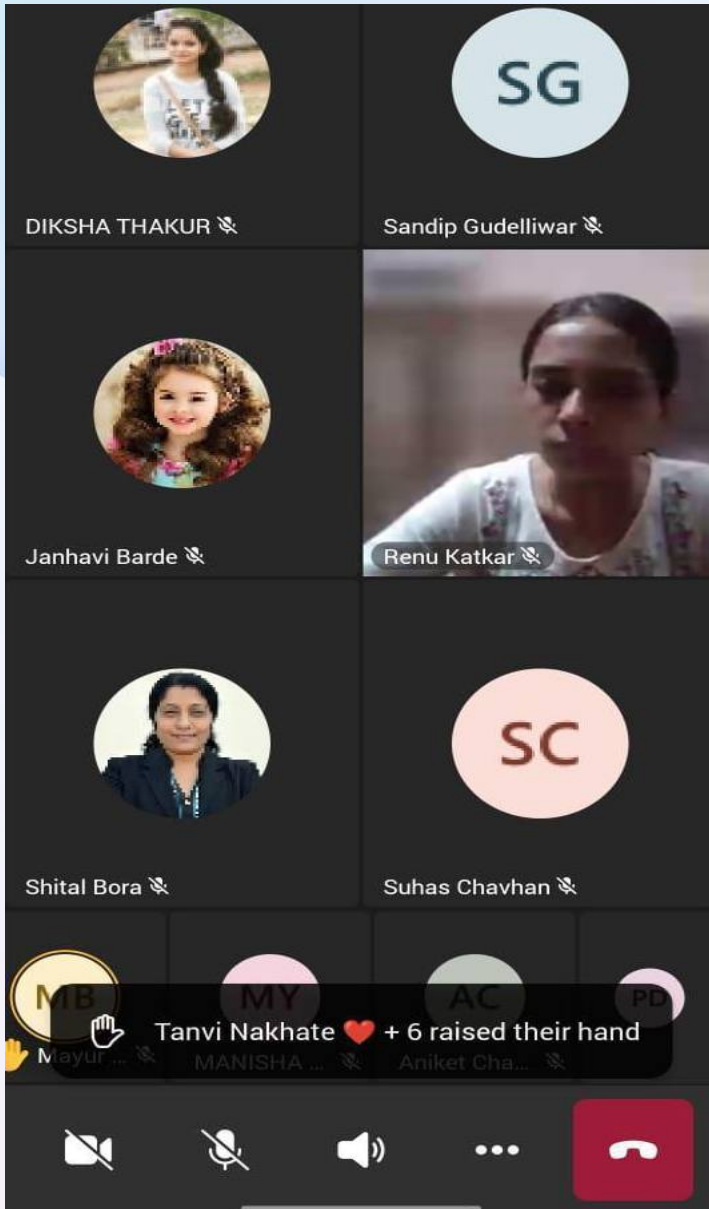 SG
DIKSHA THAKUR
Sandip Gudelliwar
Janhavi Barde
Renu Katkar
SC
Shital Bora
Suhas Chavhan
MB
MY
AC
PD
Tanvi Nakhate ❤️ + 6 raised their hand
Mayur ...
MANISHA ...
Aniket Cha...